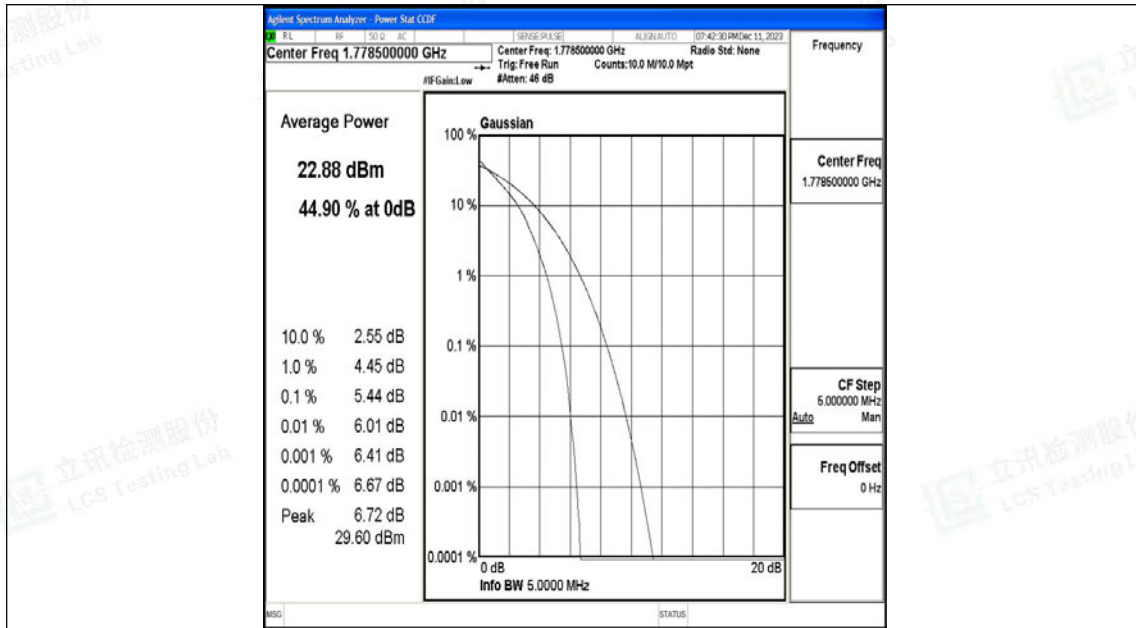 Agilent Spectrum Analyzer - Power Stat CCDF
RL RF 50 Ω AC SENSE:PULSE ALIGNAUTO 07:42:30 PM Dec 11, 2023
Center Freq 1.778500000 GHz
Center Freq: 1.778500000 GHz Radio Std: None
Trig: Free Run Counts:10.0 M/10.0 Mpt
#IFGain:Low #Atten: 46 dB
Frequency
Average Power
22.88 dBm
44.90 % at 0dB
10.0 % 2.55 dB
1.0 % 4.45 dB
0.1 % 5.44 dB
0.01 % 6.01 dB
0.001 % 6.41 dB
0.0001 % 6.67 dB
Peak 6.72 dB
29.60 dBm
Gaussian
100 %
10 %
1 %
0.1 %
0.01 %
0.001 %
0.0001 %
0 dB 20 dB
Info BW 5.0000 MHz
Center Freq
1.778500000 GHz
CF Step
5.000000 MHz
Auto Man
Freq Offset
0 Hz
MSG STATUS
立讯检测股份
LCS Testing Lab
立讯检测股份
LCS Testing L